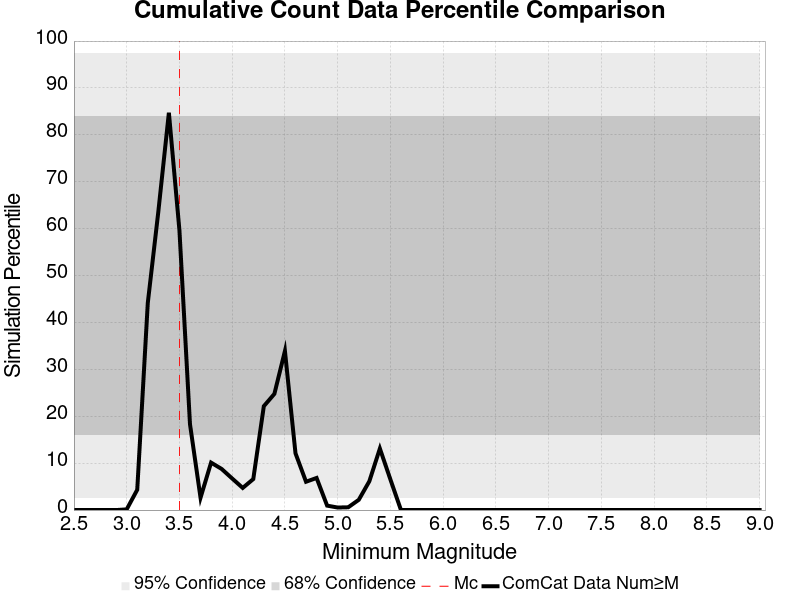 Cumulative Count Data Percentile Comparison
100
90
80
70
60
50
40
30
20
10
0
Simulation Percentile
2.5 3.0 3.5 4.0 4.5 5.0 5.5 6.0 6.5 7.0 7.5 8.0 8.5 9.0
Minimum Magnitude
95% Confidence 68% Confidence Mc ComCat Data Num≥M